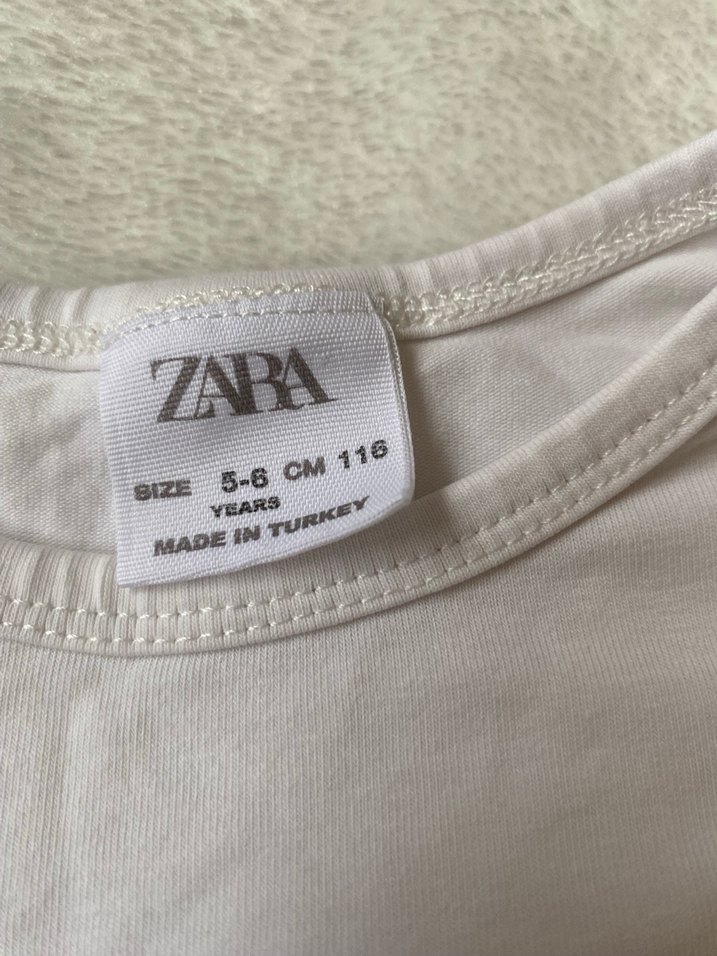 ZARA
SIZE 5-6 CM 116
YEARS
MADE IN TURKEY